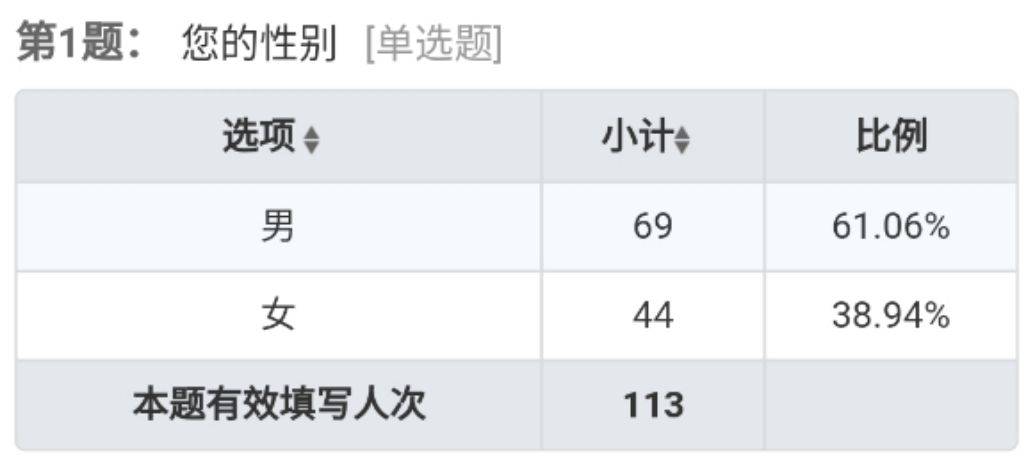 第1题： 您的性别 [单选题]
选项 小计 比例
男 69 61.06%
女 44 38.94%
本题有效填写人次 113